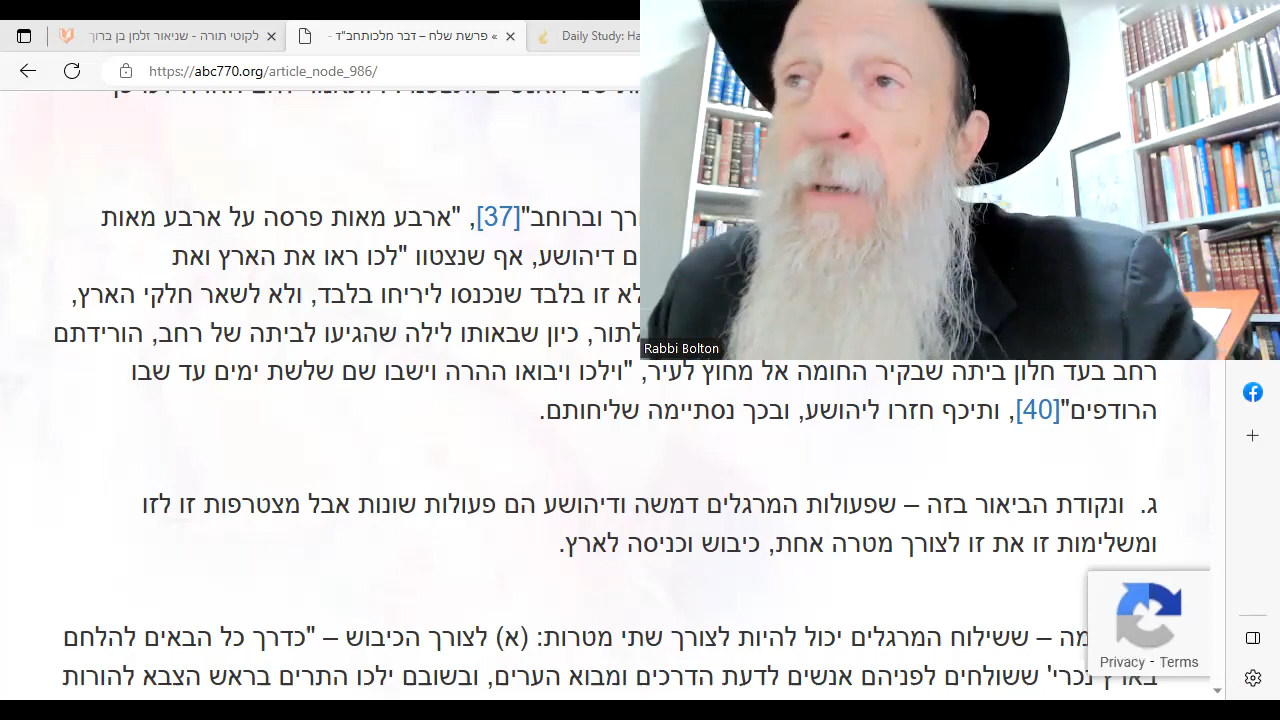 לקוטי תורה - שניאור זלמן בן ברוך
» פרשת שלח – דבר מלכותחב"ד -
Daily Study: Ha
https://abc770.org/article_node_986/
רך וברוחב"[37], "ארבע מאות פרסה על ארבע מאות
ם דיהושע, אף שנצטוו "לכו ראו את הארץ ואת
לא זו בלבד שנכנסו ליריחו בלבד, ולא לשאר חלקי הארץ,
לתור, כיון שבאותו לילה שהגיעו לביתה של רחב, הורידתם
רחב בעד חלון ביתה שבקיר החומה אל מחוץ לעיר, "וילכו ויבואו ההרה וישבו שם שלשת ימים עד שבו
הרודפים"[40], ותיכף חזרו ליהושע, ובכך נסתיימה שליחותם.
ג. ונקודת הביאור בזה – שפעולות המרגלים דמשה ודיהושע הם פעולות שונות אבל מצטרפות זו לזו
ומשלימות זו את זו לצורך מטרה אחת, כיבוש וכניסה לארץ.
מה – ששילוח המרגלים יכול להיות לצורך שתי מטרות: (א) לצורך הכיבוש – "כדרך כל הבאים להלחם
בארץ נכרי' ששולחים לפניהם אנשים לדעת הדרכים ומבוא הערים, ובשובם ילכו התרים בראש הצבא להורות
Rabbi Bolton
Privacy - Terms